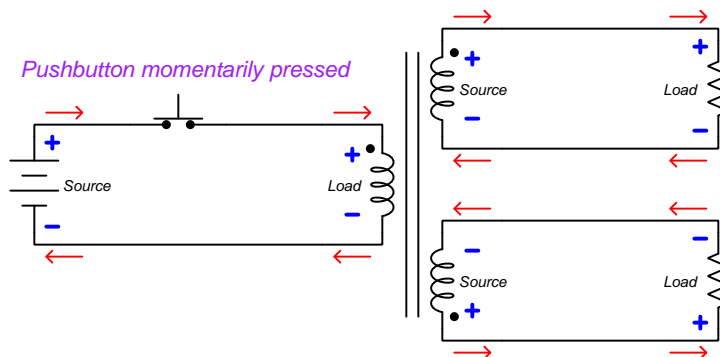 Pushbutton momentarily pressed
+ + + +
- -
Source Load
+ +
- -
Source Load
- -
- -
Source Load
+ +